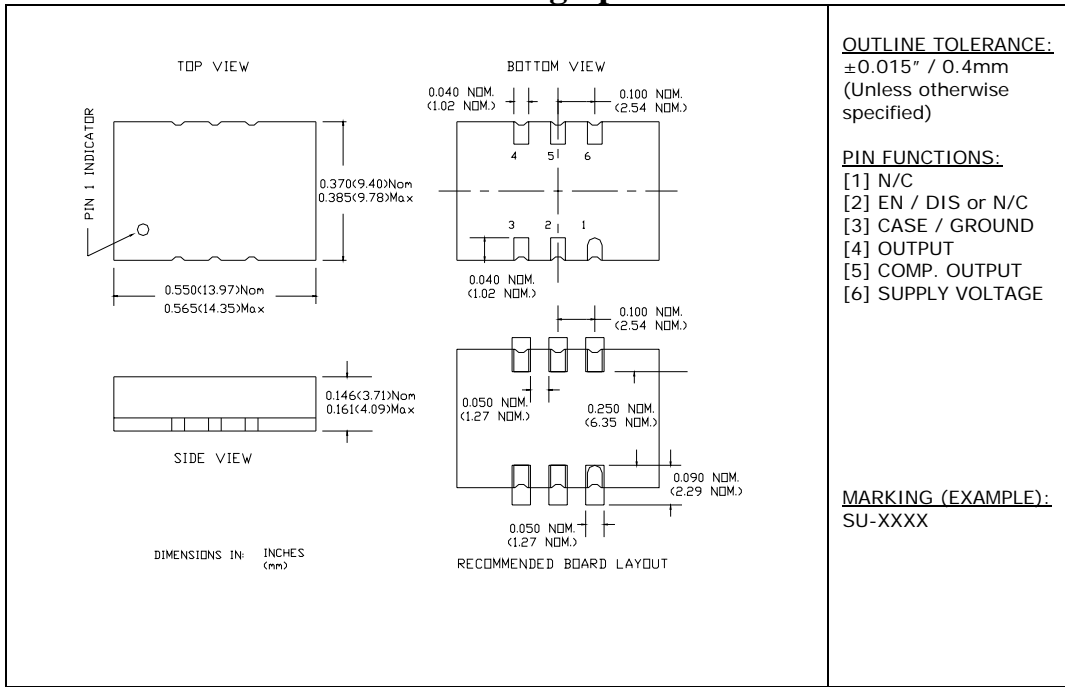 TOP VIEW
PIN 1 INDICATOR
0.370(9.40)Nom
0.385(9.78)Max
0.550(13.97)Nom
0.565(14.35)Max
0.146(3.71)Nom
0.161(4.09)Max
SIDE VIEW
DIMENSIONS IN: INCHES
(mm)
BOTTOM VIEW
0.040 NOM.
(1.02 NOM.)
0.100 NOM.
(2.54 NOM.)
4 5 6
3 2 1
0.040 NOM.
(1.02 NOM.)
0.100 NOM.
(2.54 NOM.)
0.050 NOM.
(1.27 NOM.)
0.250 NOM.
(6.35 NOM.)
0.090 NOM.
(2.29 NOM.)
0.050 NOM.
(1.27 NOM.)
RECOMMENDED BOARD LAYOUT
OUTLINE TOLERANCE:
±0.015" / 0.4mm
(Unless otherwise
specified)
PIN FUNCTIONS:
[1] N/C
[2] EN / DIS or N/C
[3] CASE / GROUND
[4] OUTPUT
[5] COMP. OUTPUT
[6] SUPPLY VOLTAGE
MARKING (EXAMPLE):
SU-XXXX